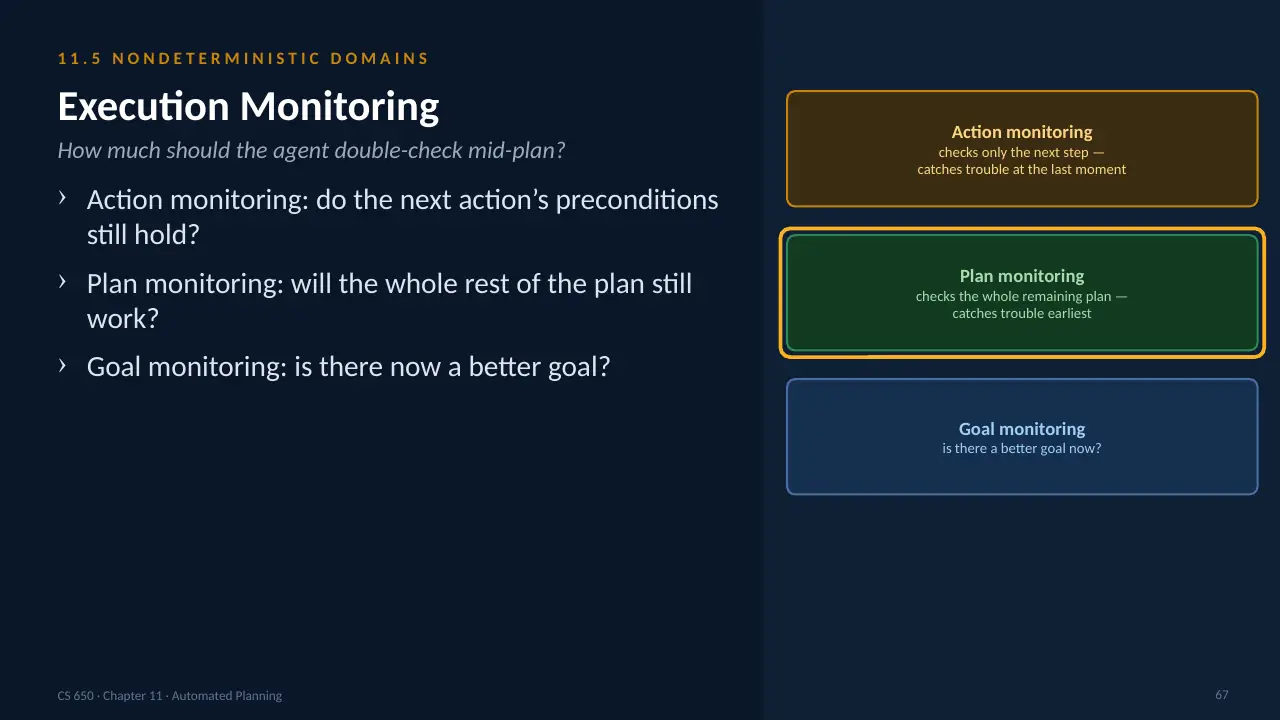 11.5 NONDETERMINISTIC DOMAINS
Execution Monitoring
How much should the agent double-check mid-plan?
› Action monitoring: do the next action’s preconditions
still hold?
› Plan monitoring: will the whole rest of the plan still
work?
› Goal monitoring: is there now a better goal?
Action monitoring
checks only the next step —
catches trouble at the last moment
Plan monitoring
checks the whole remaining plan —
catches trouble earliest
Goal monitoring
is there a better goal now?
CS 650 · Chapter 11 · Automated Planning
67